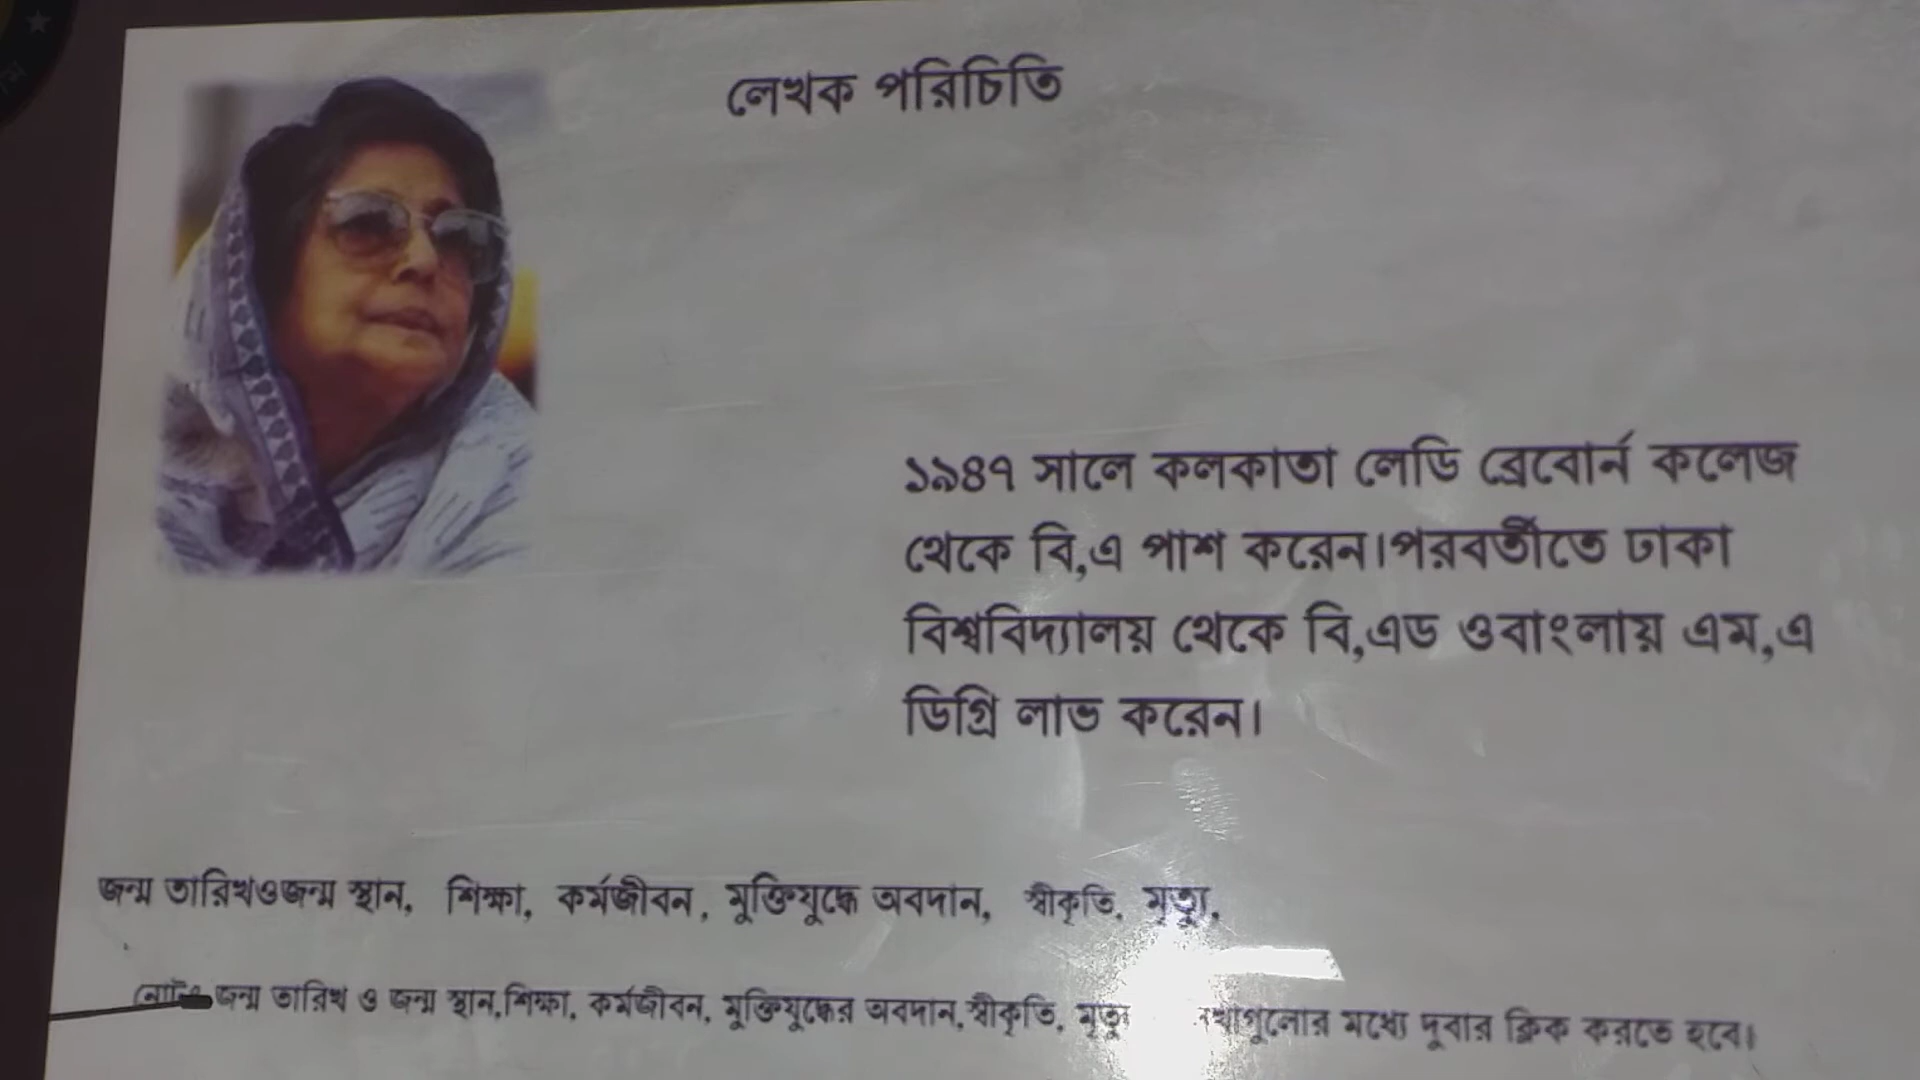 লেখক পরিচিতি
১৯৪৭ সালে কলকাতা লেডি ব্রেবোর্ন কলেজ
থেকে বি,এ পাশ করেন।পরবর্তীতে ঢাকা
বিশ্ববিদ্যালয় থেকে বি,এড ওবাংলায় এম,এ
ডিগ্রি লাভ করেন।
জন্ম তারিখওজন্ম স্থান, শিক্ষা, কর্মজীবন, মুক্তিযুদ্ধে অবদান, স্বীকৃতি, মৃত্যু,
জন্ম তারিখ ও জন্ম স্থান,শিক্ষা, কর্মজীবন, মুক্তিযুদ্ধের অবদান,স্বীকৃতি, মৃত্যু মধ্যে দুবার ক্লিক করতে হবে।